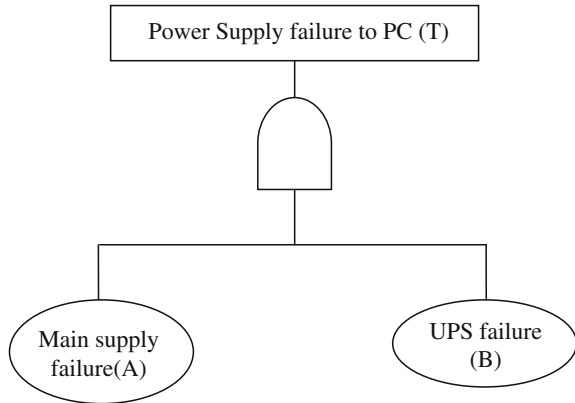 Power Supply failure to PC (T)
Main supply
failure(A)
UPS failure
(B)